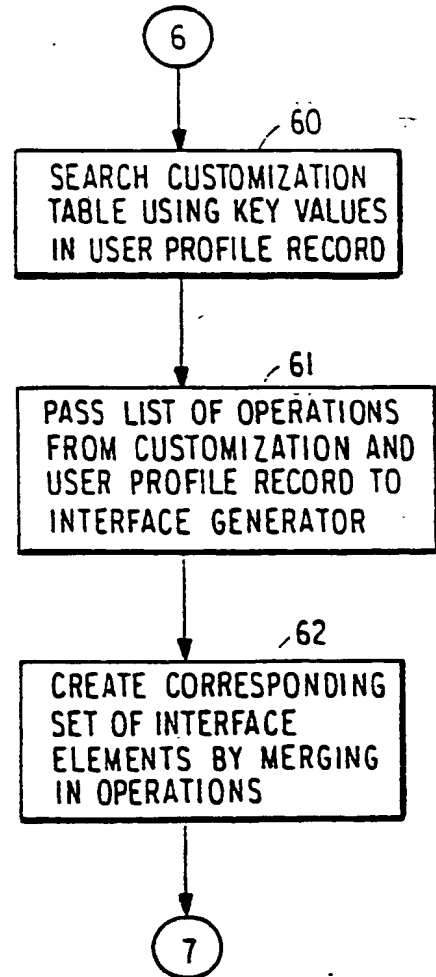 6
60
SEARCH CUSTOMIZATION
TABLE USING KEY VALUES
IN USER PROFILE RECORD
61
PASS LIST OF OPERATIONS
FROM CUSTOMIZATION AND
USER PROFILE RECORD TO
INTERFACE GENERATOR
62
CREATE CORRESPONDING
SET OF INTERFACE
ELEMENTS BY MERGING
IN OPERATIONS
7